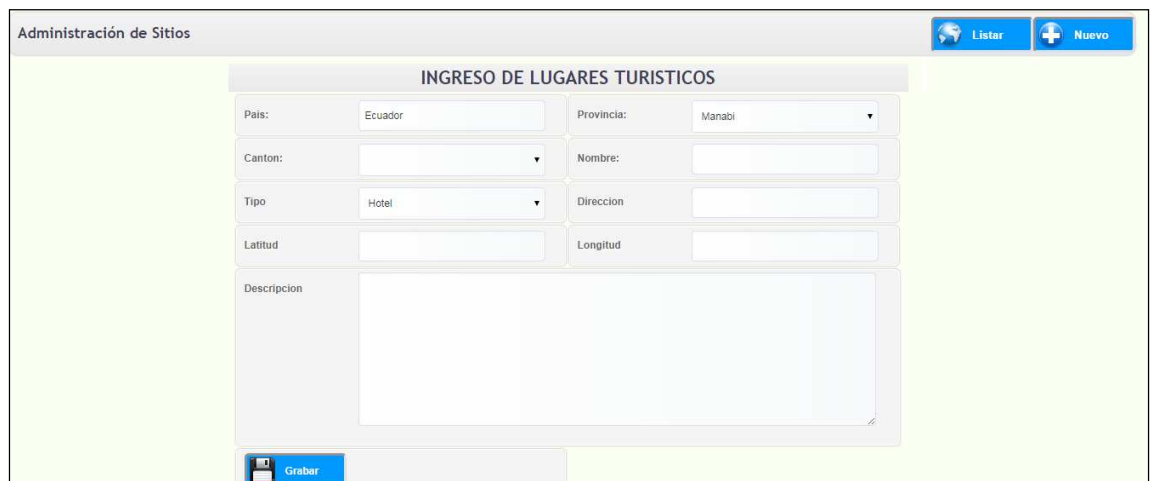 Administración de Sitios
Listar
Nuevo
INGRESO DE LUGARES TURISTICOS
Pais: Ecuador Provincia: Manabi
Canton: Nombre:
Tipo Hotel Direccion
Latitud Longitud
Descripcion
Grabar